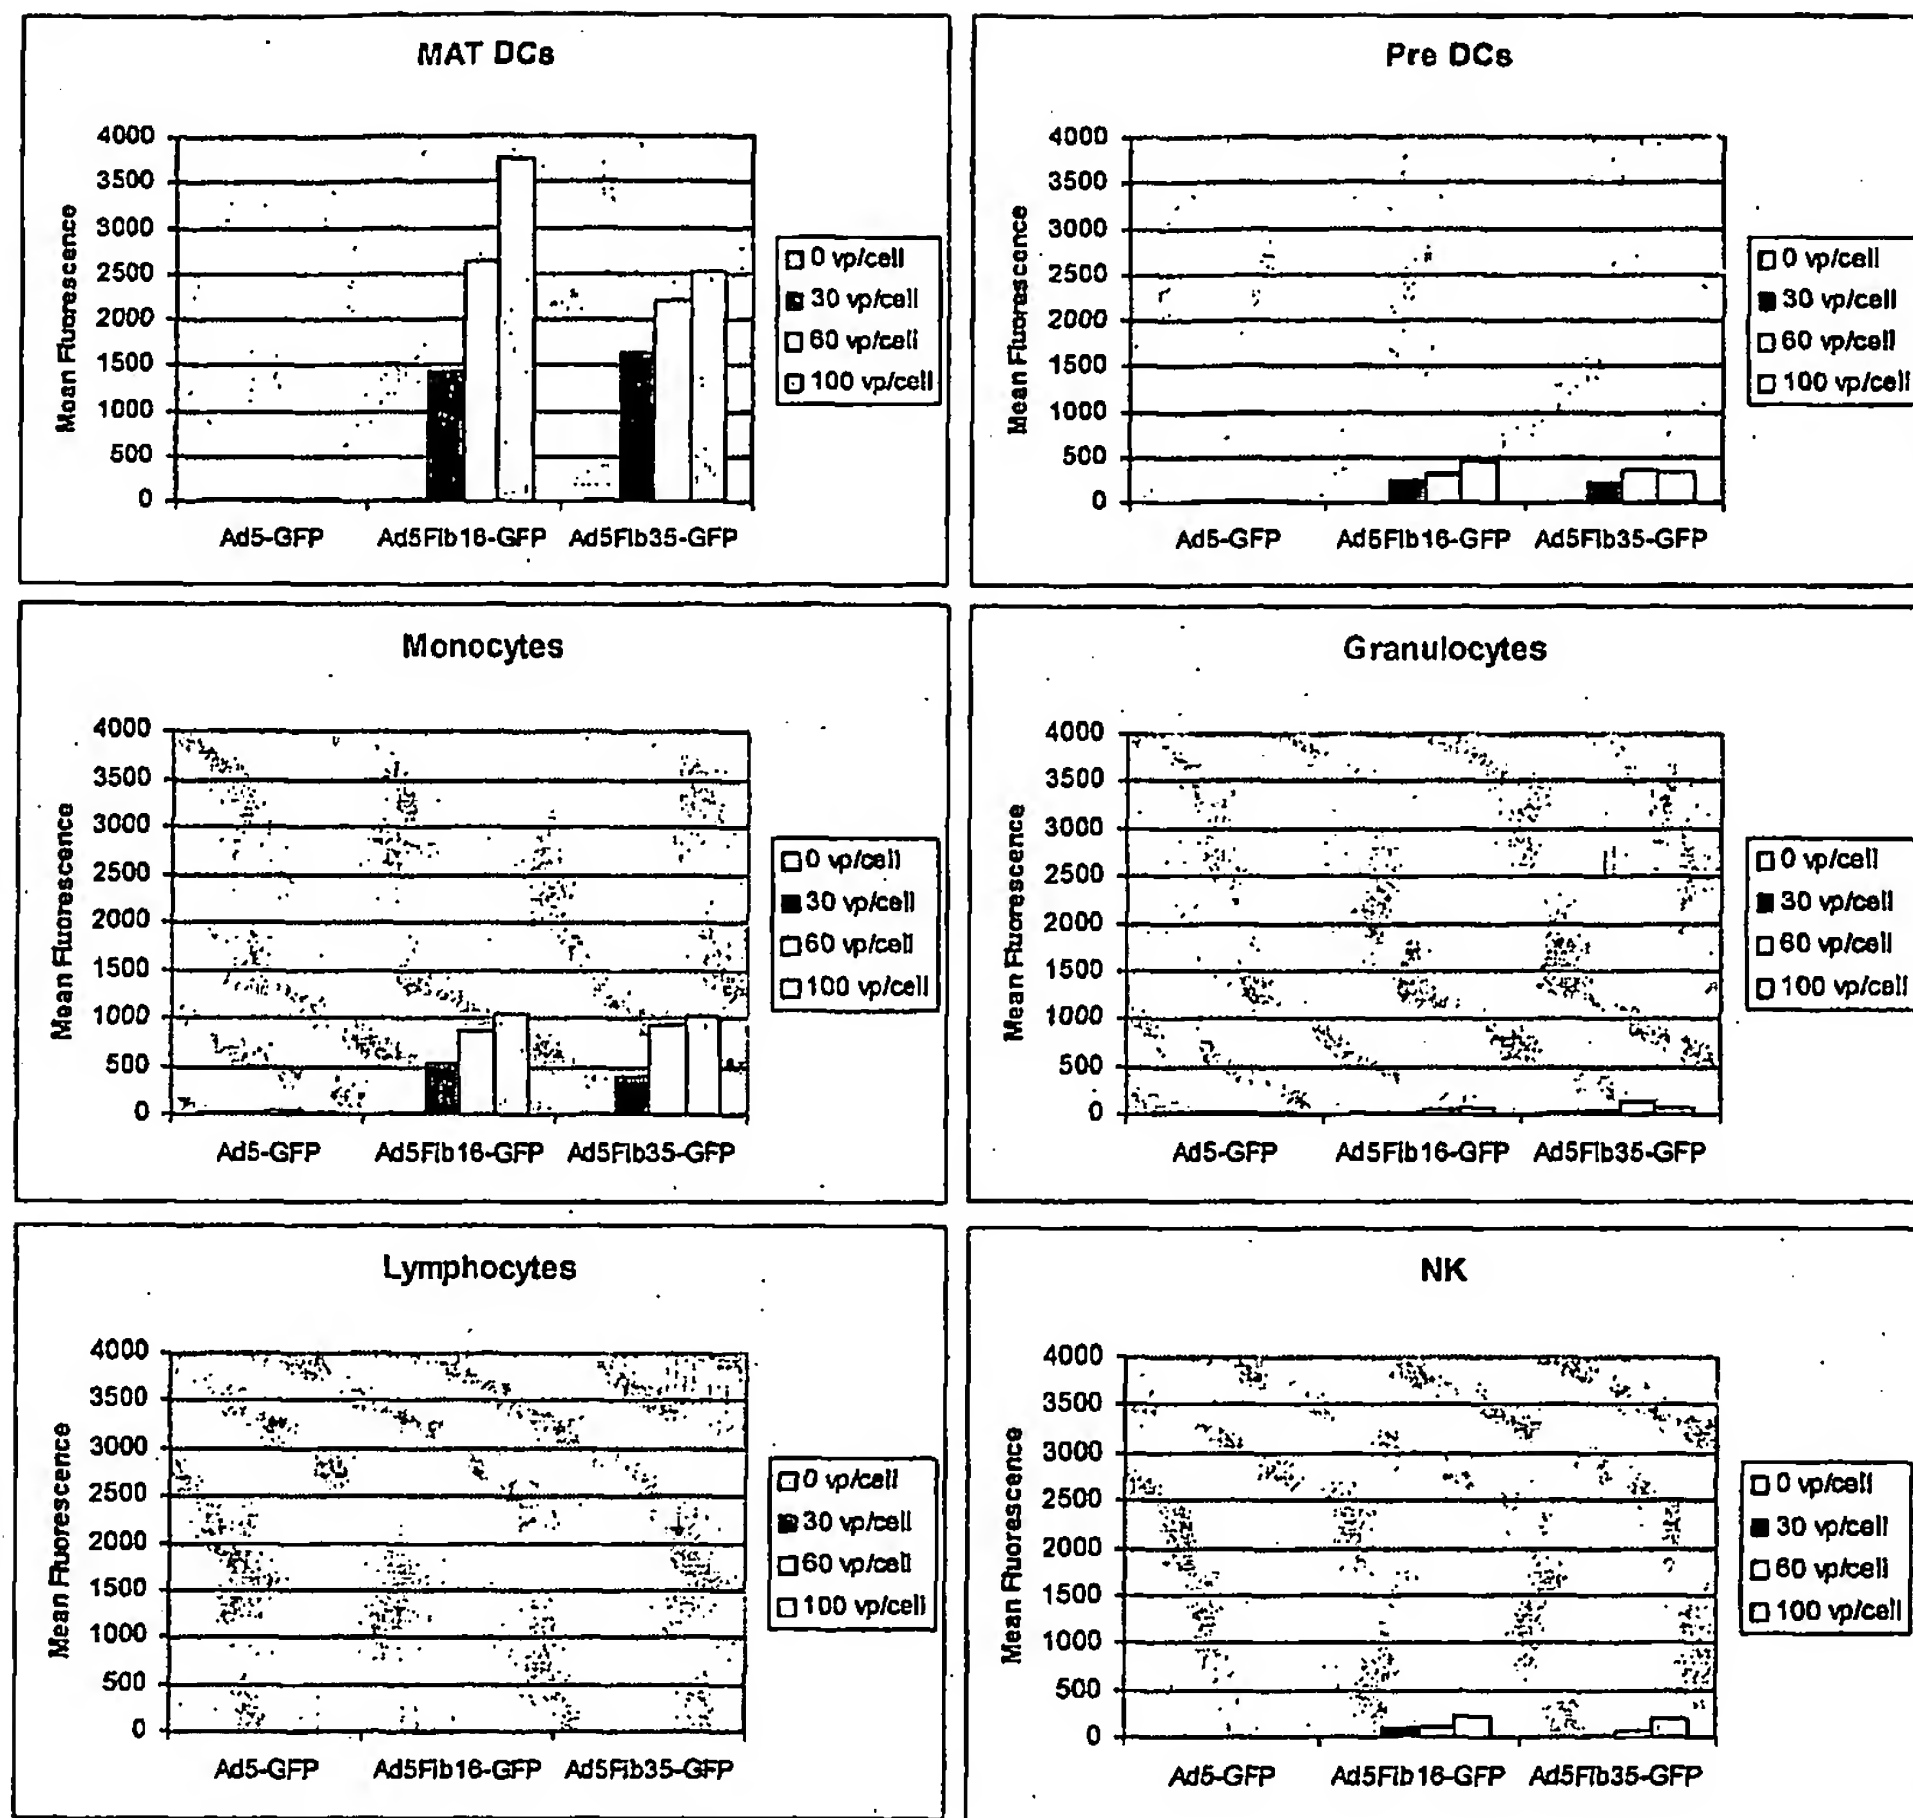 MAT DCs
Mean Fluorescence
4000
3500
3000
2500
2000
1500
1000
500
0
Ad5-GFP Ad5Fib16-GFP Ad5Fib35-GFP
0 vp/cell
30 vp/cell
60 vp/cell
100 vp/cell
Pre DCs
Mean Fluorescence
4000
3500
3000
2500
2000
1500
1000
500
0
Ad5-GFP Ad5Fib16-GFP Ad5Fib35-GFP
0 vp/cell
30 vp/cell
60 vp/cell
100 vp/cell
Monocytes
Mean Fluorescence
4000
3500
3000
2500
2000
1500
1000
500
0
Ad5-GFP Ad5Fib16-GFP Ad5Fib35-GFP
0 vp/cell
30 vp/cell
60 vp/cell
100 vp/cell
Granulocytes
Mean Fluorescence
4000
3500
3000
2500
2000
1500
1000
500
0
Ad5-GFP Ad5Fib16-GFP Ad5Fib35-GFP
0 vp/cell
30 vp/cell
60 vp/cell
100 vp/cell
Lymphocytes
Mean Fluorescence
4000
3500
3000
2500
2000
1500
1000
500
0
Ad5-GFP Ad5Fib16-GFP Ad5Fib35-GFP
0 vp/cell
30 vp/cell
60 vp/cell
100 vp/cell
NK
Mean Fluorescence
4000
3500
3000
2500
2000
1500
1000
500
0
Ad5-GFP Ad5Fib16-GFP Ad5Fib35-GFP
0 vp/cell
30 vp/cell
60 vp/cell
100 vp/cell